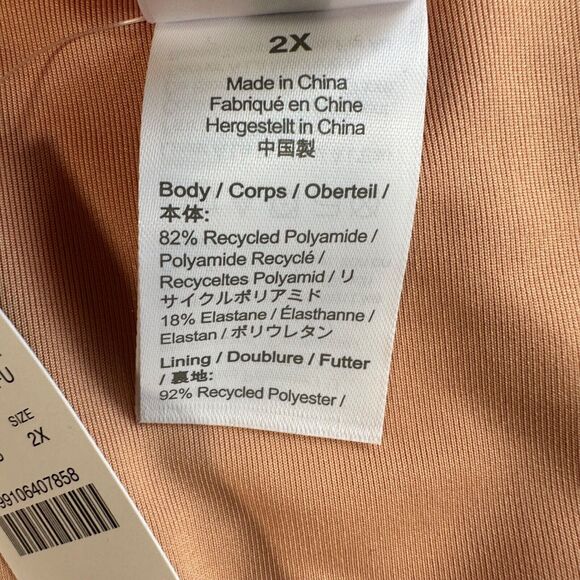 2X
Made in China
Fabriqué en Chine
Hergestellt in China
中国製
Body / Corps / Oberteil /
本体:
82% Recycled Polyamide /
Polyamide Recyclé /
Recyceltes Polyamid / リ
サイクルポリアミド
18% Elastane / Élasthanne /
Elastan / ポリウレタン
Lining / Doublure / Futter
/ 裏地:
92% Recycled Polyester /
SIZE
2X
99106407858